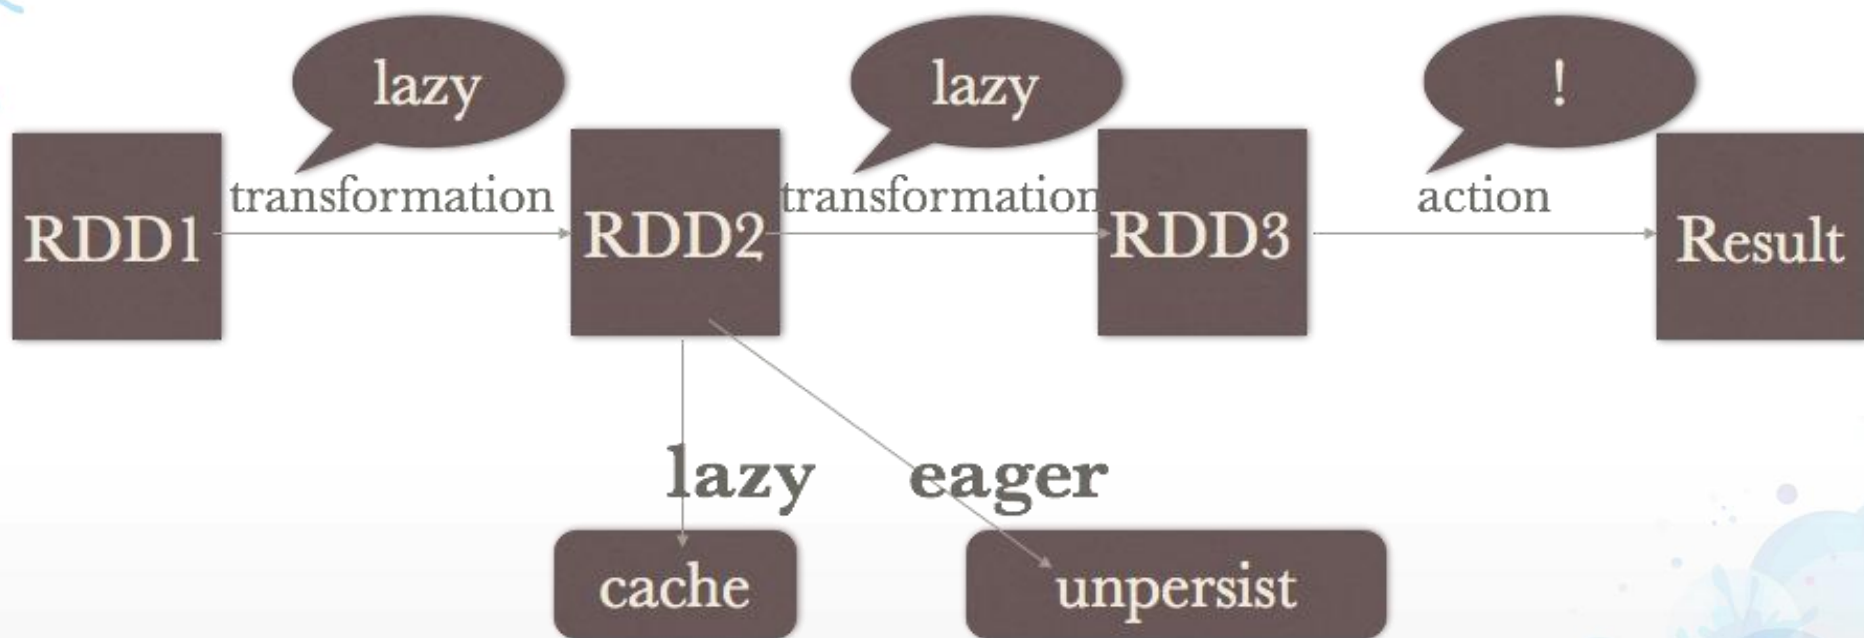 lazy
lazy
!
transformation
transformation
action
RDD1
RDD2
RDD3
Result
lazy
eager
cache
unpersist